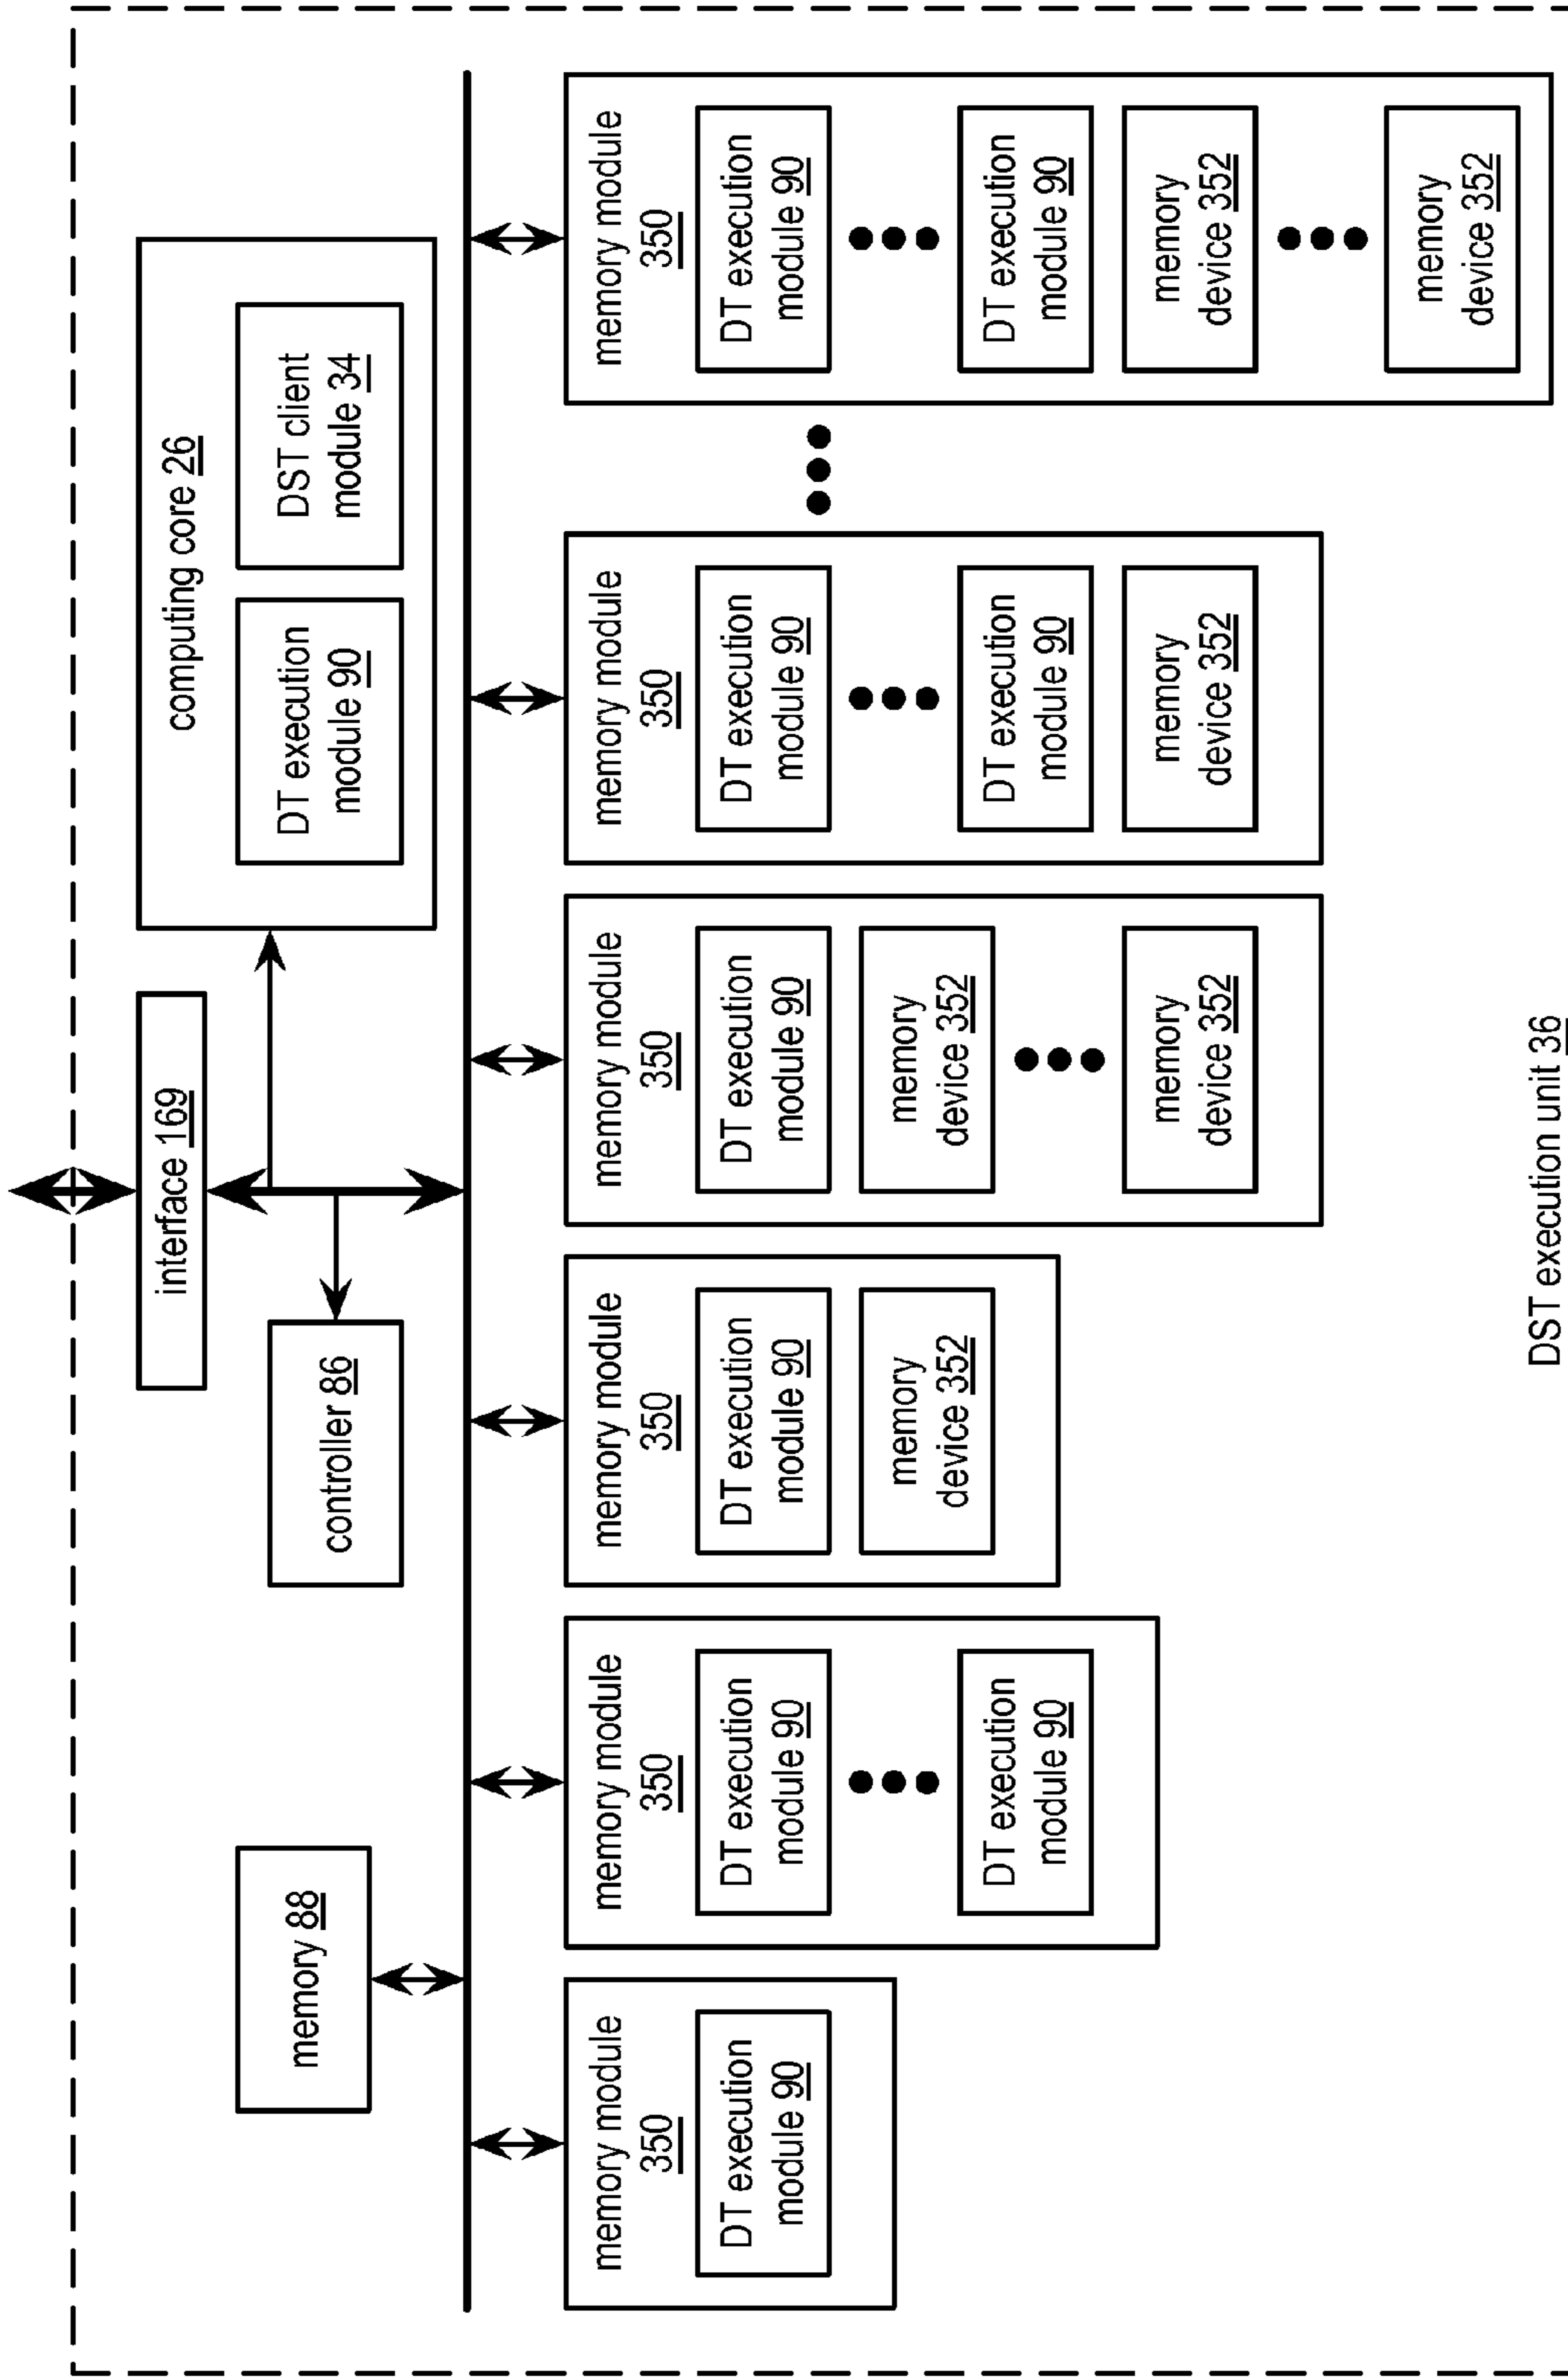 interface 169
computing core 26
DT execution
module 90
DST client
module 34
controller 86
memory 88
memory module
350
DT execution
module 90
memory module
350
DT execution
module 90
DT execution
module 90
memory module
350
DT execution
module 90
memory
device 352
memory module
350
DT execution
module 90
memory
device 352
memory
device 352
memory module
350
DT execution
module 90
DT execution
module 90
memory
device 352
memory module
350
DT execution
module 90
DT execution
module 90
memory
device 352
memory
device 352
DST execution unit 36